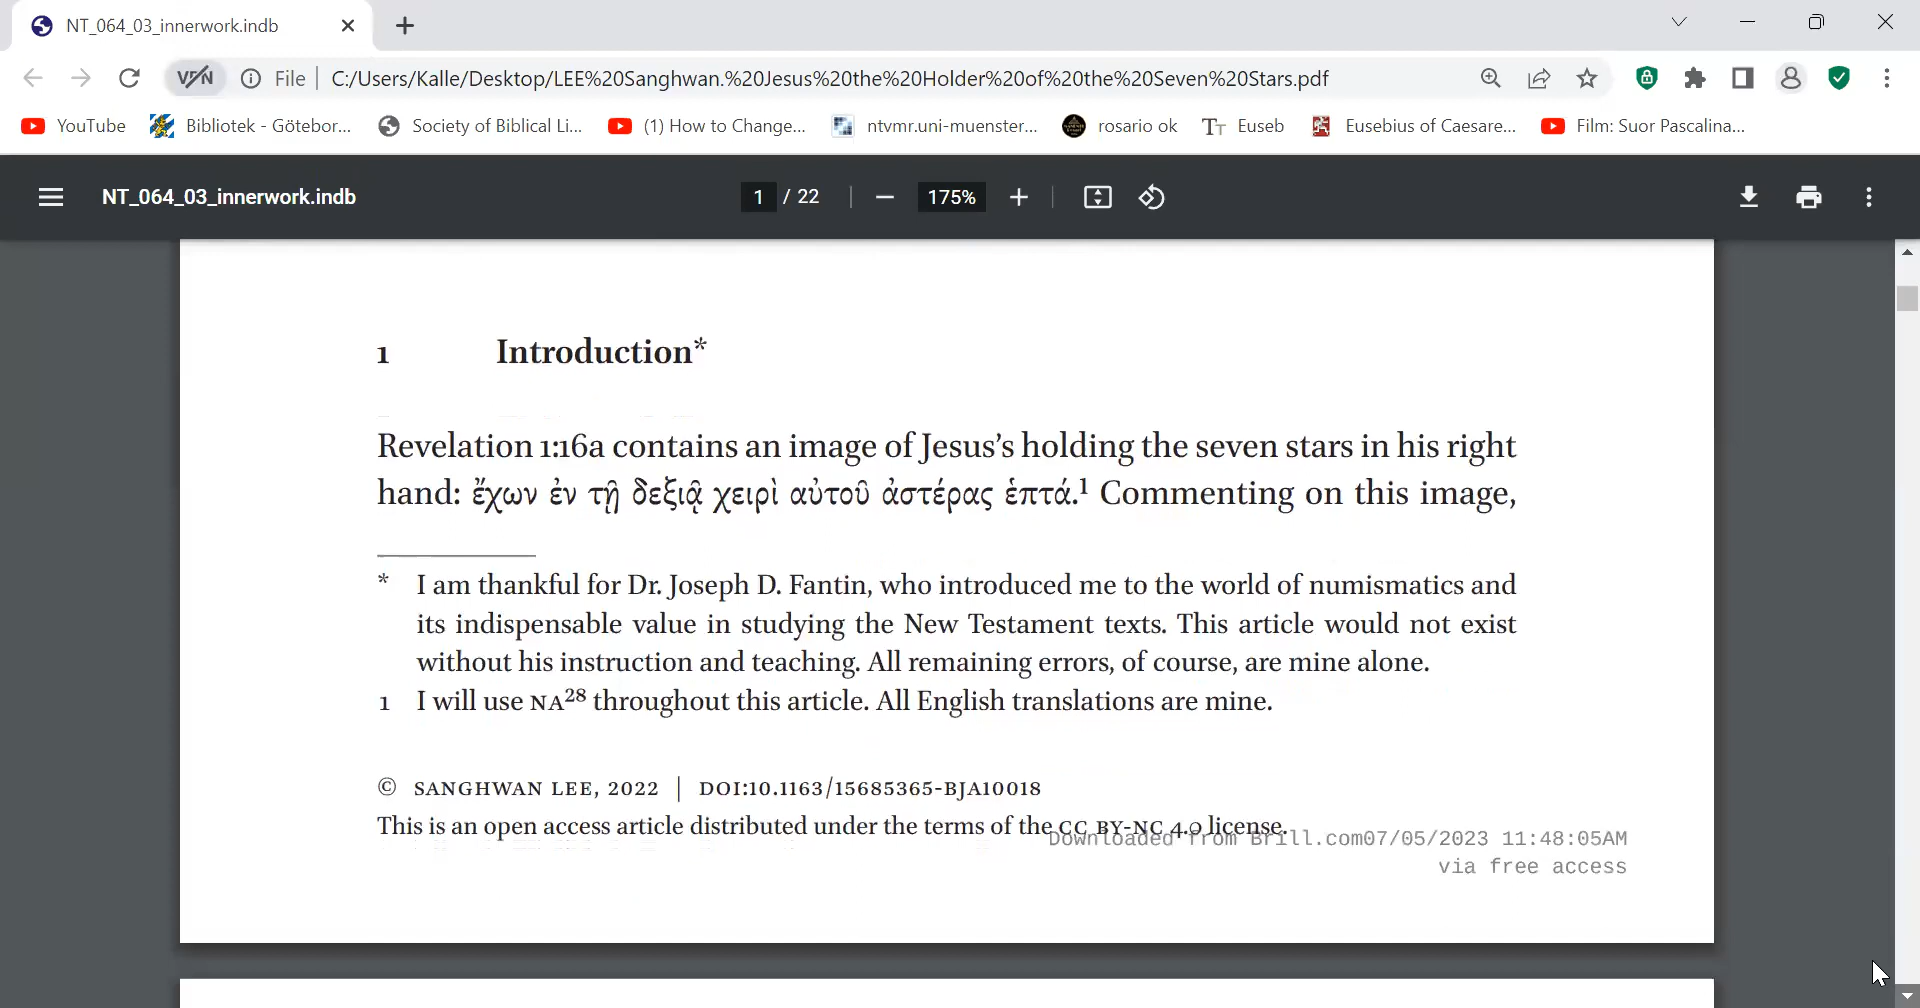 NT_064_03_innerwork.indb
VPN File C:/Users/Kalle/Desktop/LEE%20Sanghwan.%20Jesus%20the%20Holder%20of%20the%20Seven%20Stars.pdf
YouTube Bibliotek - Götebor... Society of Biblical Li... (1) How to Change... ntvmr.uni-muenster... rosario ok Euseb Eusebius of Caesare... Film: Suor Pascalina...
NT_064_03_innerwork.indb 1 / 22 175%
1 Introduction*
Revelation 1:16a contains an image of Jesus’s holding the seven stars in his right
hand: ἔχων ἐν τῇ δεξιᾷ χειρὶ αὐτοῦ ἀστέρας ἑπτά.¹ Commenting on this image,
* I am thankful for Dr. Joseph D. Fantin, who introduced me to the world of numismatics and
its indispensable value in studying the New Testament texts. This article would not exist
without his instruction and teaching. All remaining errors, of course, are mine alone.
1 I will use NA²⁸ throughout this article. All English translations are mine.
© SANGHWAN LEE, 2022 | DOI:10.1163/15685365-BJA10018
This is an open access article distributed under the terms of the CC BY-NC 4.0 license.
Downloaded from Brill.com07/05/2023 11:48:05AM
via free access